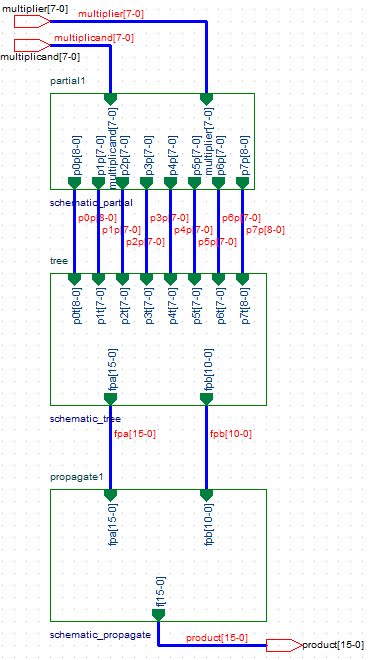 multiplier[7-0]
multiplier[7-0]
multiplicand[7-0]
multiplicand[7-0]
partial1
multiplicand[7-0]
multiplier[7-0]
p0p[8-0]
p1p[7-0]
p2p[7-0]
p3p[7-0]
p4p[7-0]
p5p[7-0]
p6p[7-0]
p7p[8-0]
schematic_partial
p0p[8-0]
p1p[7-0]
p2p[7-0]
p3p[7-0]
p4p[7-0]
p5p[7-0]
p6p[7-0]
p7p[8-0]
tree
p0t[8-0]
p1t[7-0]
p2t[7-0]
p3t[7-0]
p4t[7-0]
p5t[7-0]
p6t[7-0]
p7t[8-0]
fpa[15-0]
fpb[10-0]
schematic_tree
fpa[15-0]
fpb[10-0]
propagate1
fpa[15-0]
fpb[10-0]
f[15-0]
schematic_propagate
product[15-0]
product[15-0]